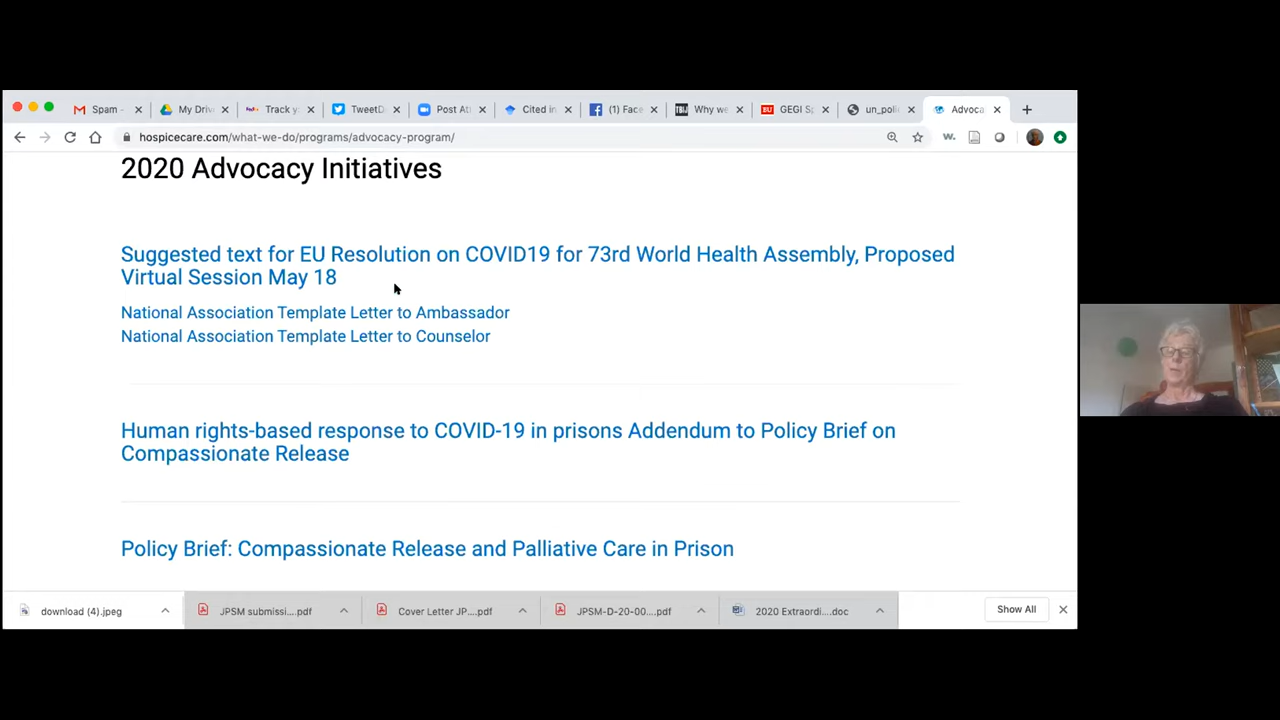 Spam -
My Driv
Track y
TweetD
Post At
Cited in
(1) Face
TBIJ
Why we
GEGI Sp
un_poli
Advoca
hospicecare.com/what-we-do/programs/advocacy-program/
w.
2020 Advocacy Initiatives
Suggested text for EU Resolution on COVID19 for 73rd World Health Assembly, Proposed
Virtual Session May 18
National Association Template Letter to Ambassador
National Association Template Letter to Counselor
Human rights-based response to COVID-19 in prisons Addendum to Policy Brief on
Compassionate Release
Policy Brief: Compassionate Release and Palliative Care in Prison
download (4).jpeg
JPSM submissi....pdf
Cover Letter JP....pdf
JPSM-D-20-00....pdf
2020 Extraordi....doc
Show All